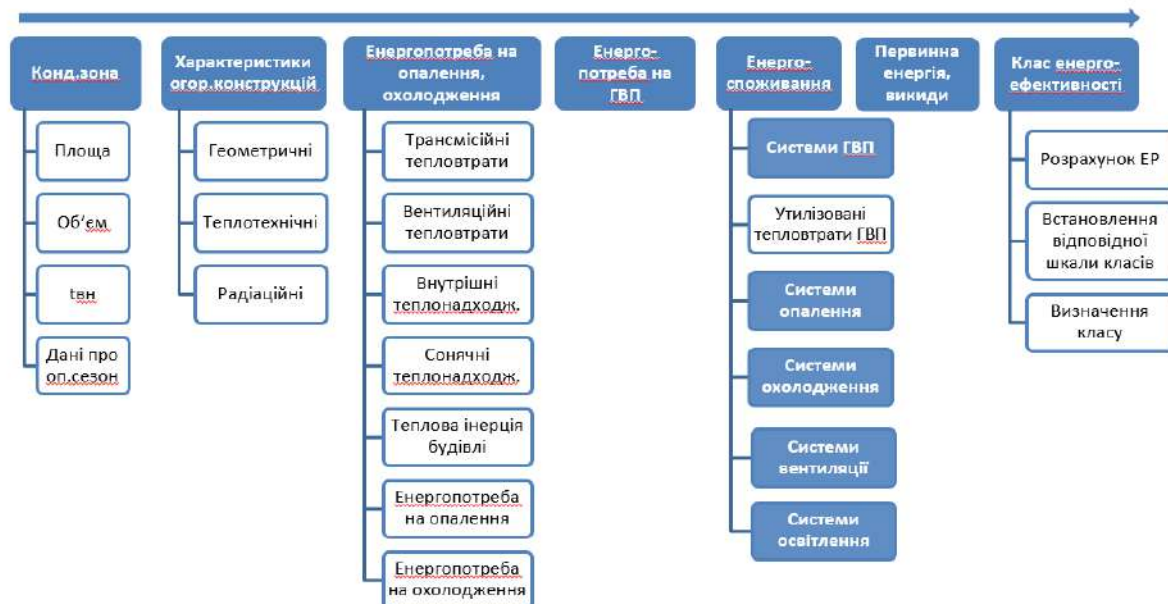 Конд.зона
Площа
Об‘єм
tвн
Дані про
оп.сезон
Характеристики
огор.конструкцій
Геометричні
Теплотехнічні
Радіаційні
Енергопотреба на
опалення,
охолодження
Трансмісійні
тепловтрати
Вентиляційні
тепловтрати
Внутрішні
теплонадходж.
Сонячні
теплонадходж.
Теплова інерція
будівлі
Енергопотреба
на опалення
Енергопотреба
на охолодження
Енерго-
потреба на
ГВП
Енерго-
споживання
Системи ГВП
Утилізовані
тепловтрати ГВП
Системи
опалення
Системи
охолодження
Системи
вентиляції
Системи
освітлення
Первинна
енергія,
викиди
Клас енерго-
ефективності
Розрахунок ЕР
Встановлення
відповідної
шкали класів
Визначення
класу